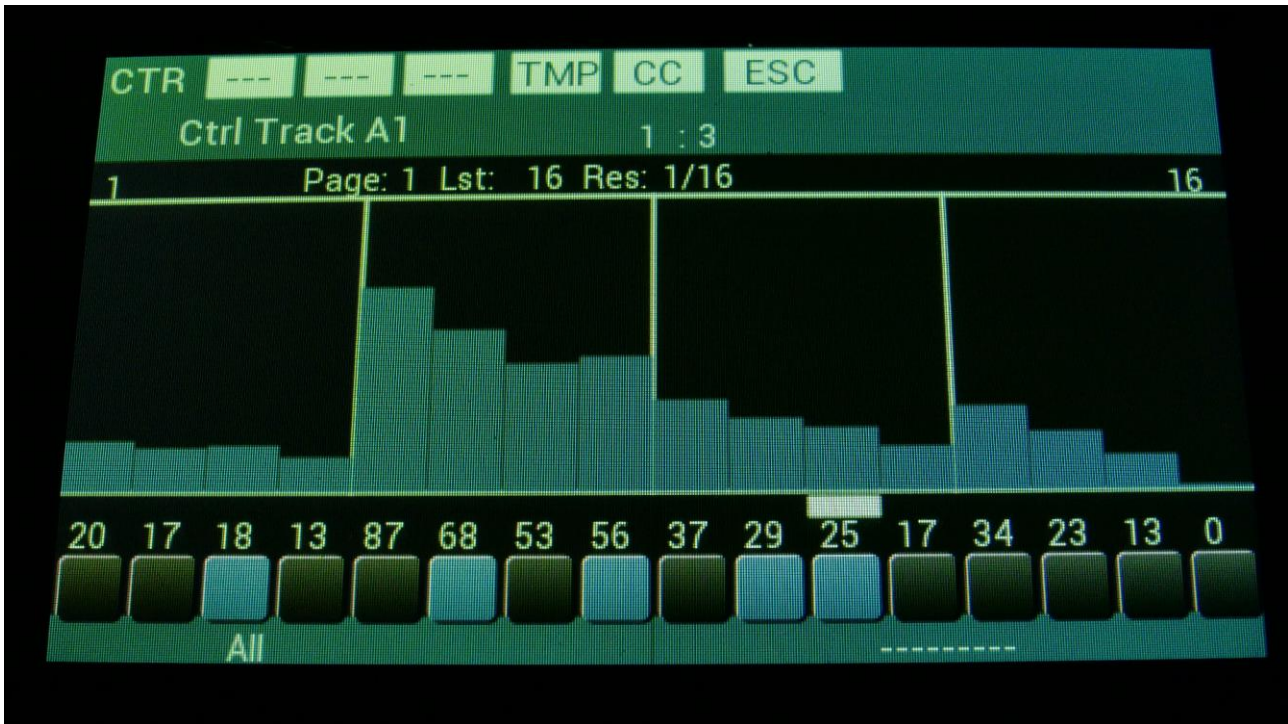 CTR --- --- --- TMP CC ESC
Ctrl Track A1 1 : 3
1 Page: 1 Lst: 16 Res: 1/16 16
20 17 18 13 87 68 53 56 37 29 25 17 34 23 13 0
All ---------